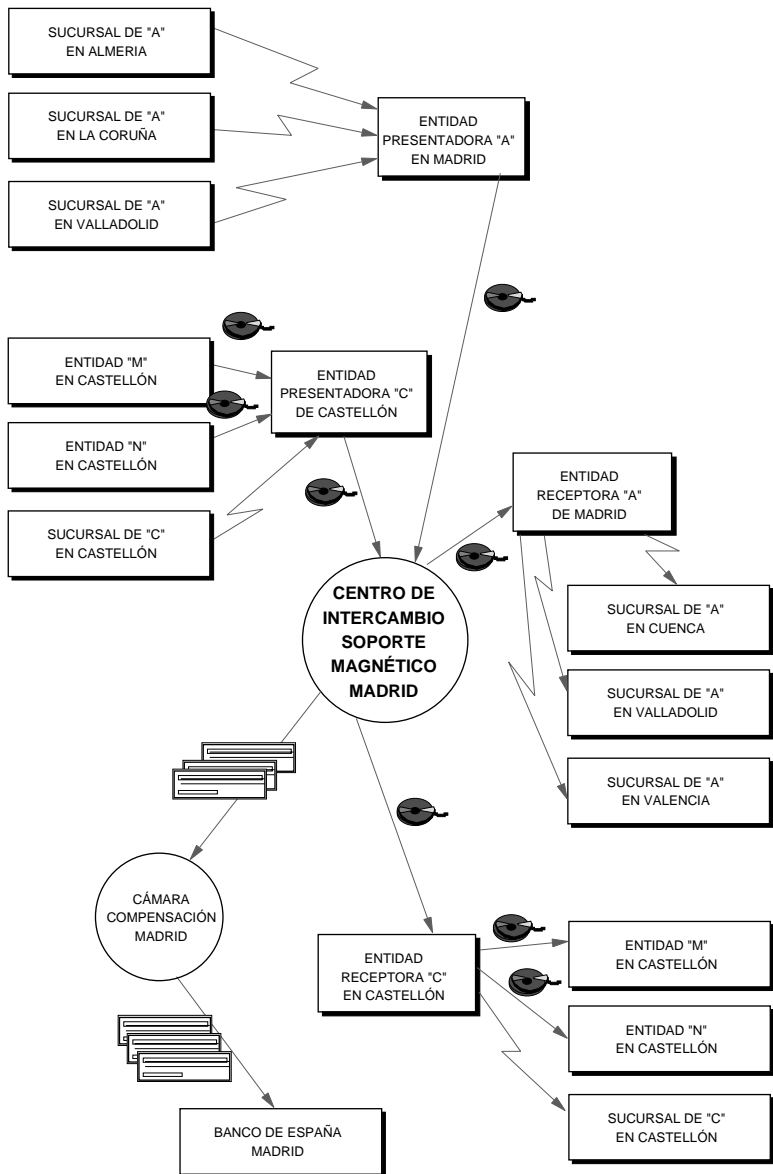 SUCURSAL DE "A"
EN ALMERIA
SUCURSAL DE "A"
EN LA CORUÑA
ENTIDAD
PRESENTADORA "A"
EN MADRID
SUCURSAL DE "A"
EN VALLADOLID
ENTIDAD "M"
EN CASTELLÓN
ENTIDAD
PRESENTADORA "C"
DE CASTELLÓN
ENTIDAD "N"
EN CASTELLÓN
SUCURSAL DE "C"
EN CASTELLÓN
ENTIDAD
RECEPTORA "A"
DE MADRID
CENTRO DE
INTERCAMBIO
SOPORTE
MAGNÉTICO
MADRID
SUCURSAL DE "A"
EN CUENCA
SUCURSAL DE "A"
EN VALLADOLID
SUCURSAL DE "A"
EN VALENCIA
CÁMARA
COMPENSACIÓN
MADRID
ENTIDAD
RECEPTORA "C"
EN CASTELLÓN
ENTIDAD "M"
EN CASTELLÓN
ENTIDAD "N"
EN CASTELLÓN
SUCURSAL DE "C"
EN CASTELLÓN
BANCO DE ESPAÑA
MADRID